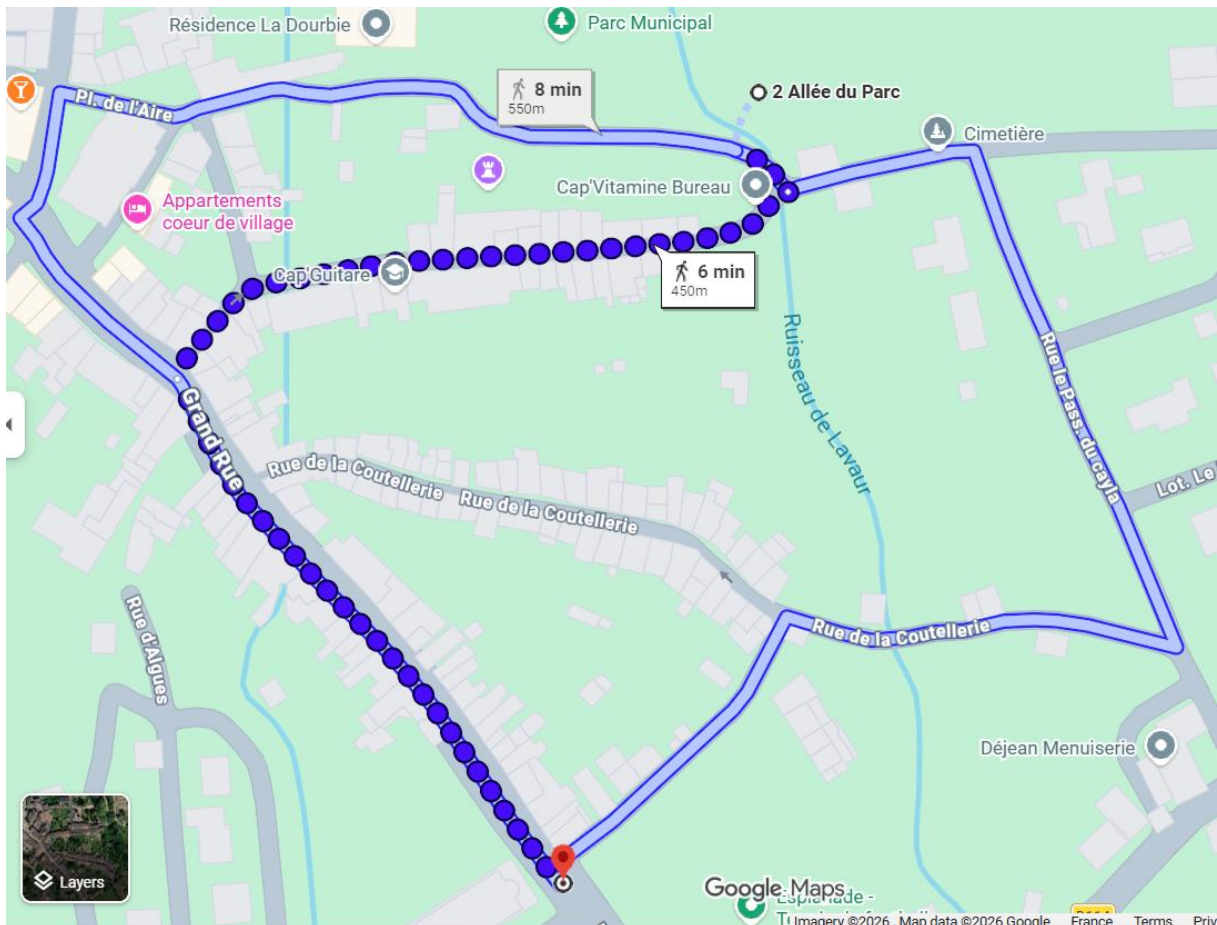 Résidence La Dourbie
Parc Municipal
8 min
550m
2 Allée du Parc
Pl. de l'Aire
Cimetière
Cap'Vitamine Bureau
Appartements
coeur de village
Cap'Guitare
6 min
450m
Ruisseau de Lavaur
Rue le Pass. du cayla
Grand Rue
Rue de la Coutellerie
Rue de la Coutellerie
Lot. Le
Rue d'Algues
Rue de la Coutellerie
Déjean Menuiserie
Layers
Google Maps
Esplanade -
Imagery ©2026, Map data ©2026 Google France Terms Priv